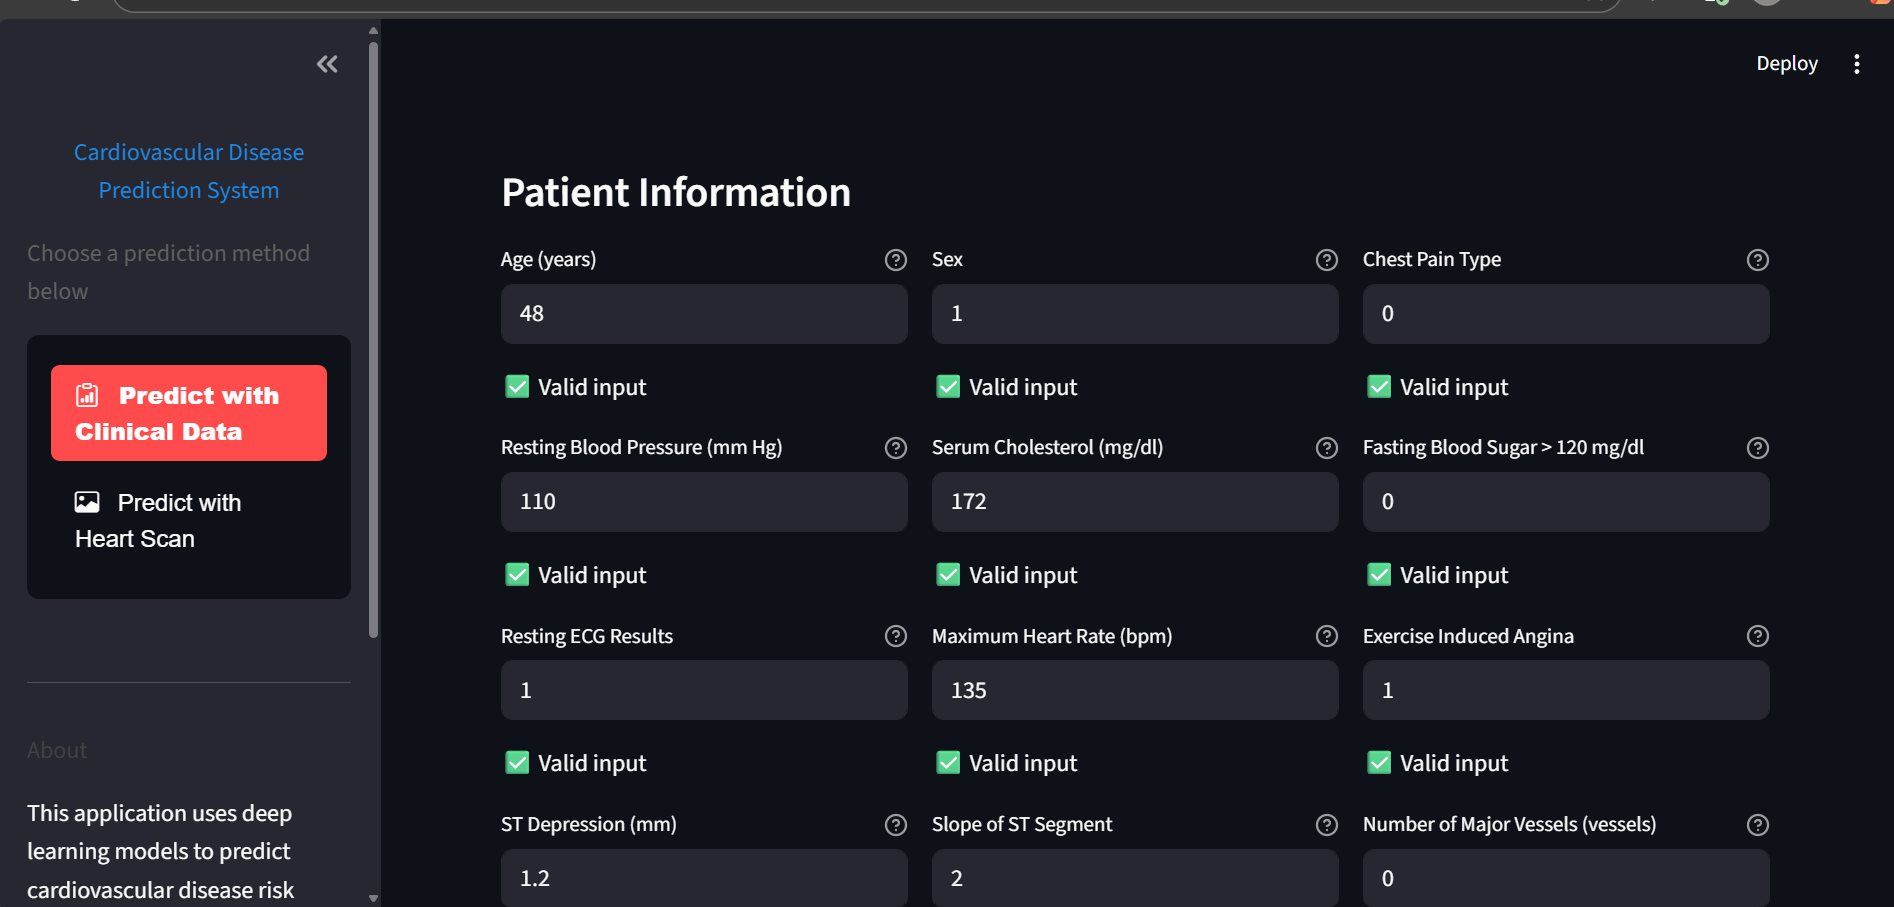 Deploy
Cardiovascular Disease
Prediction System
Choose a prediction method
below
Predict with
Clinical Data
Predict with
Heart Scan
About
This application uses deep
learning models to predict
cardiovascular disease risk
Patient Information
Age (years)
48
Valid input
Sex
1
Valid input
Chest Pain Type
0
Valid input
Resting Blood Pressure (mm Hg)
110
Valid input
Serum Cholesterol (mg/dl)
172
Valid input
Fasting Blood Sugar > 120 mg/dl
0
Valid input
Resting ECG Results
1
Valid input
Maximum Heart Rate (bpm)
135
Valid input
Exercise Induced Angina
1
Valid input
ST Depression (mm)
1.2
Slope of ST Segment
2
Number of Major Vessels (vessels)
0